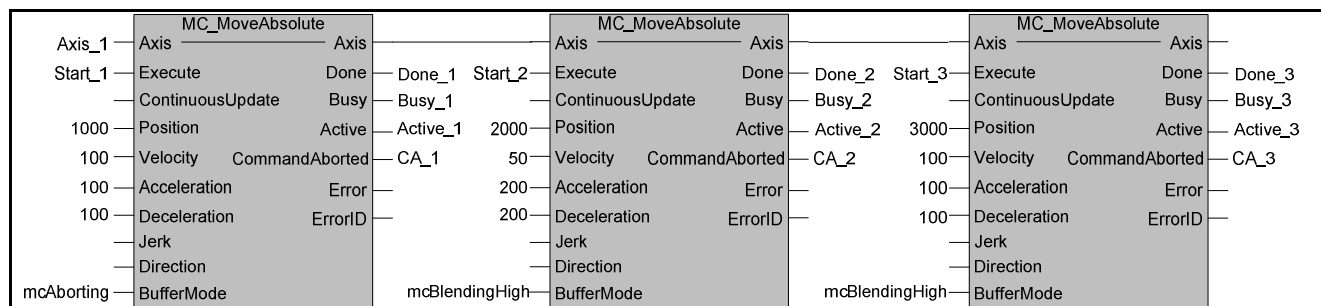 MC_MoveAbsolute MC_MoveAbsolute MC_MoveAbsolute
Axis_1 Axis Axis Axis Axis Axis Axis
Start_1 Execute Done Done_1 Start_2 Execute Done Done_2 Start_3 Execute Done Done_3
ContinuousUpdate Busy Busy_1 ContinuousUpdate Busy Busy_2 ContinuousUpdate Busy Busy_3
1000 Position Active Active_1 2000 Position Active Active_2 3000 Position Active Active_3
100 Velocity CommandAborted CA_1 50 Velocity CommandAborted CA_2 100 Velocity CommandAborted CA_3
100 Acceleration Error 200 Acceleration Error 100 Acceleration Error
100 Deceleration ErrorID 200 Deceleration ErrorID 100 Deceleration ErrorID
Jerk Jerk Jerk
Direction Direction Direction
mcAborting BufferMode mcBlendingHigh BufferMode mcBlendingHigh BufferMode